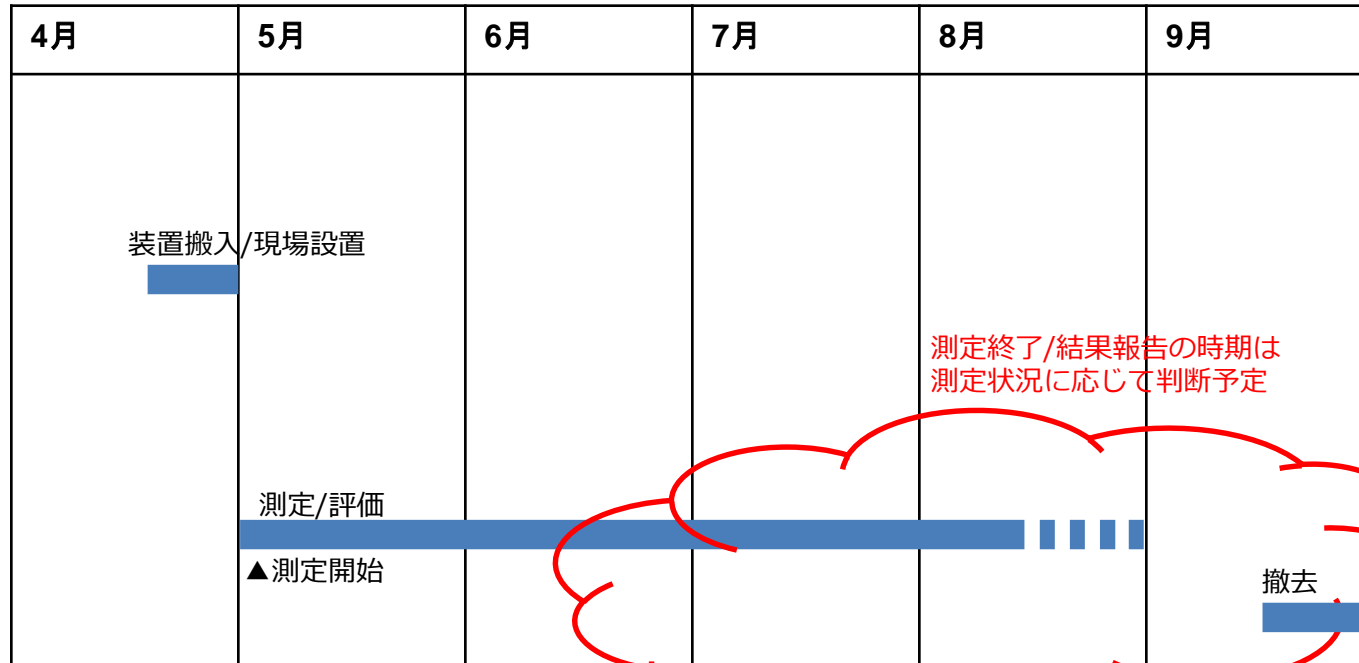 4月 5月 6月 7月 8月 9月
装置搬入/現場設置
測定終了/結果報告の時期は
測定状況に応じて判断予定
測定/評価
▲測定開始
撤去